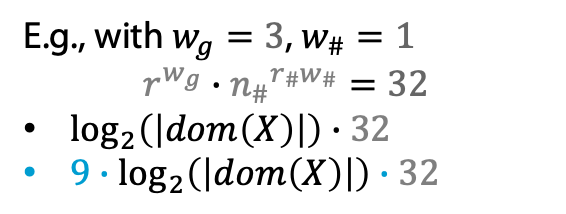 E.g., with w_g = 3, w_# = 1
r^{w_g} · n_#^{r_# w_#} = 32
• log₂(|dom(X)|) · 32
• 9 · log₂(|dom(X)|) · 32